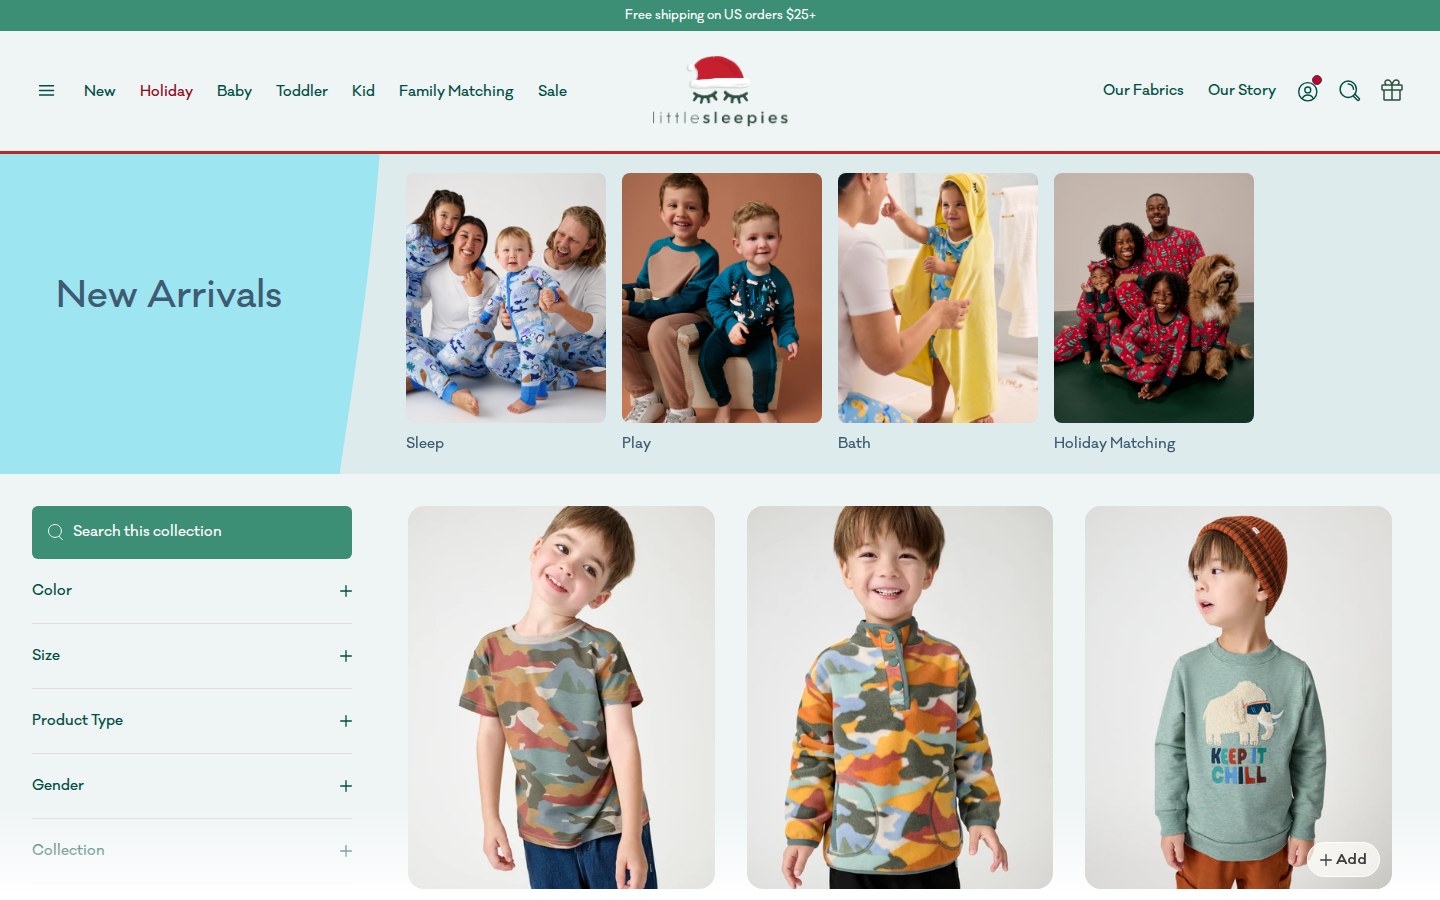 Free shipping on US orders $25+
New Holiday Baby Toddler Kid Family Matching Sale
littlesleepies
Our Fabrics Our Story
New Arrivals
Sleep Play Bath Holiday Matching
Search this collection
Color
Size
Product Type
Gender
Collection
KEEP IT
CHILL
Add